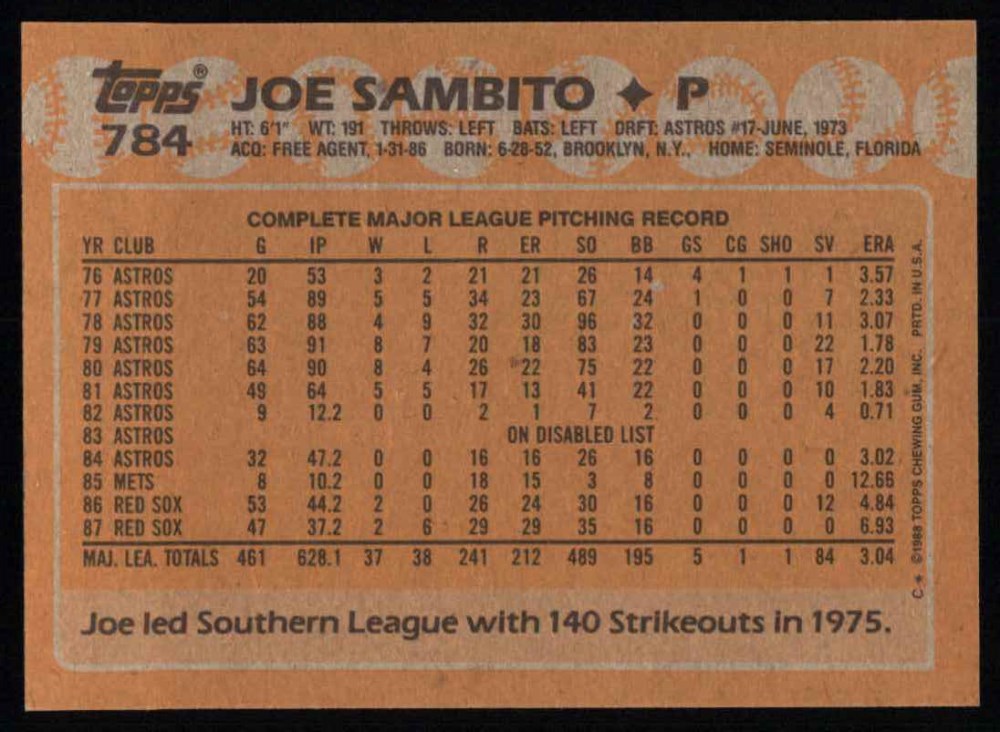 topps® JOE SAMBITO ✦ P
784 HT: 6'1" WT: 191 THROWS: LEFT BATS: LEFT DRFT: ASTROS #17-JUNE, 1973
ACQ: FREE AGENT, 1-31-86 BORN: 6-28-52, BROOKLYN, N.Y., HOME: SEMINOLE, FLORIDA
COMPLETE MAJOR LEAGUE PITCHING RECORD
YR CLUB G IP W L R ER SO BB GS CG SHO SV ERA
76 ASTROS 20 53 3 2 21 21 26 14 4 1 1 1 3.57
77 ASTROS 54 89 5 5 34 23 67 24 1 0 0 7 2.33
78 ASTROS 62 88 4 9 32 30 96 32 0 0 0 11 3.07
79 ASTROS 63 91 8 7 20 18 83 23 0 0 0 22 1.78
80 ASTROS 64 90 8 4 26 22 75 22 0 0 0 17 2.20
81 ASTROS 49 64 5 5 17 13 41 22 0 0 0 10 1.83
82 ASTROS 9 12.2 0 0 2 1 7 2 0 0 0 4 0.71
83 ASTROS ON DISABLED LIST
84 ASTROS 32 47.2 0 0 16 16 26 16 0 0 0 0 3.02
85 METS 8 10.2 0 0 18 15 3 8 0 0 0 0 12.66
86 RED SOX 53 44.2 2 0 26 24 30 16 0 0 0 12 4.84
87 RED SOX 47 37.2 2 6 29 29 35 16 0 0 0 0 6.93
MAJ. LEA. TOTALS 461 628.1 37 38 241 212 489 195 5 1 1 84 3.04
Joe led Southern League with 140 Strikeouts in 1975.
C* ©1988 TOPPS CHEWING GUM, INC. PRTD. IN U.S.A.